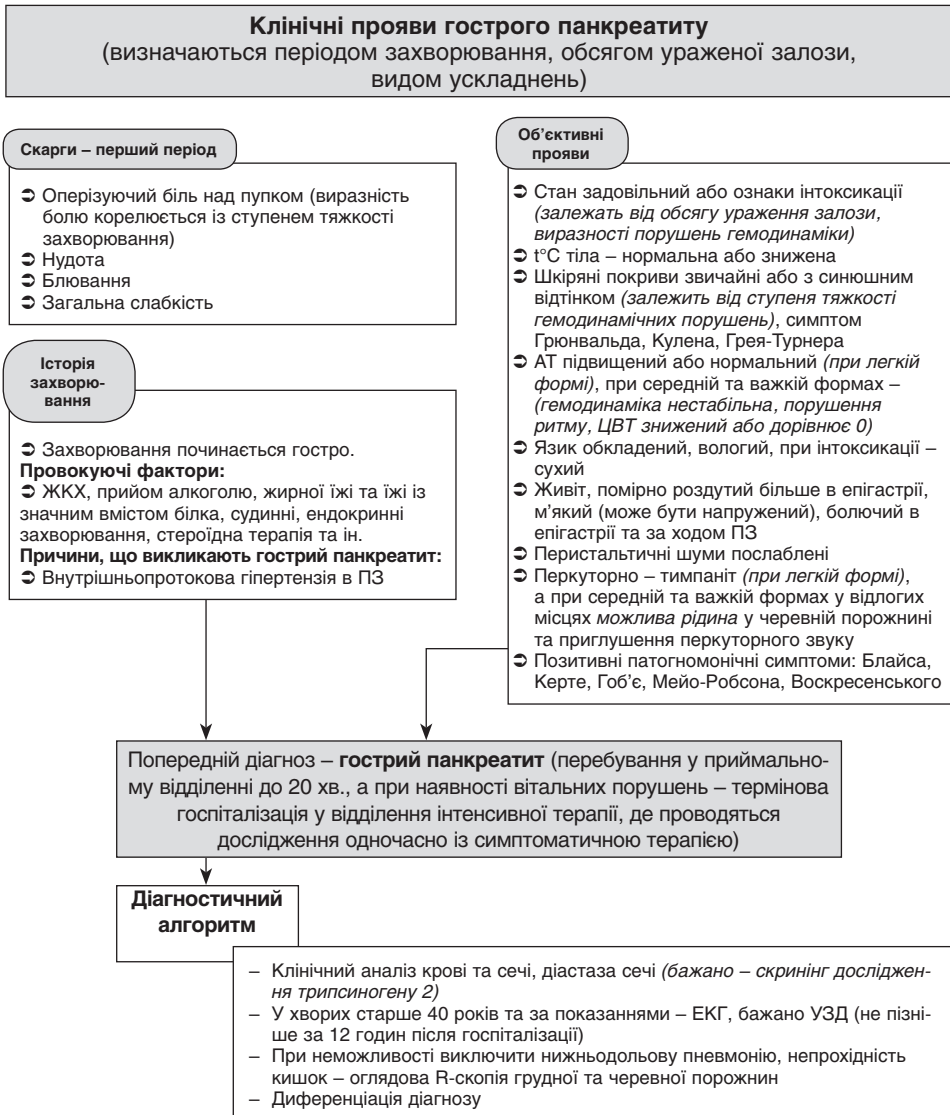 Клінічні прояви гострого панкреатиту
(визначаються періодом захворювання, обсягом ураженої залози,
видом ускладнень)
Скарги – перший період
➲ Оперізуючий біль над пупком (виразність
болю корелюється із ступенем тяжкості
захворювання)
➲ Нудота
➲ Блювання
➲ Загальна слабкість
Історія
захворю-
вання
➲ Захворювання починається гостро.
Провокуючі фактори:
➲ ЖКХ, прийом алкоголю, жирної їжі та їжі із
значним вмістом білка, судинні, ендокринні
захворювання, стероїдна терапія та ін.
Причини, що викликають гострий панкреатит:
➲ Внутрішньопротокова гіпертензія в ПЗ
Об’єктивні
прояви
➲ Стан задовільний або ознаки інтоксикації
(залежать від обсягу ураження залози,
виразності порушень гемодинаміки)
➲ t°C тіла – нормальна або знижена
➲ Шкіряні покриви звичайні або з синюшним
відтінком (залежить від ступеня тяжкості
гемодинамічних порушень), симптом
Грюнвальда, Кулена, Грея-Турнера
➲ АТ підвищений або нормальний (при легкій
формі), при середній та важкій формах –
(гемодинаміка нестабільна, порушення
ритму, ЦВТ знижений або дорівнює 0)
➲ Язик обкладений, вологий, при інтоксикації –
сухий
➲ Живіт, помірно роздутий більше в епігастрії,
м’який (може бути напружений), болючий в
епігастрії та за ходом ПЗ
➲ Перистальтичні шуми послаблені
➲ Перкуторно – тимпаніт (при легкій формі),
а при середній та важкій формах у відлогих
місцях можлива рідина у черевній порожнині
та приглушення перкуторного звуку
➲ Позитивні патогномонічні симптоми: Блайса,
Керте, Гоб’є, Мейо-Робсона, Воскресенського
Попередній діагноз – гострий панкреатит (перебування у приймально-
му відділенні до 20 хв., а при наявності вітальних порушень – термінова
госпіталізація у відділення інтенсивної терапії, де проводяться
дослідження одночасно із симптоматичною терапією)
Діагностичний
алгоритм
– Клінічний аналіз крові та сечі, діастаза сечі (бажано – скринінг дослідженн-
ня трипсиногену 2)
– У хворих старше 40 років та за показаннями – ЕКГ, бажано УЗД (не пізні-
ше за 12 годин після госпіталізації)
– При неможливості виключити нижньодольову пневмонію, непрохідність
кишок – оглядова R-скопія грудної та черевної порожнин
– Диференціація діагнозу